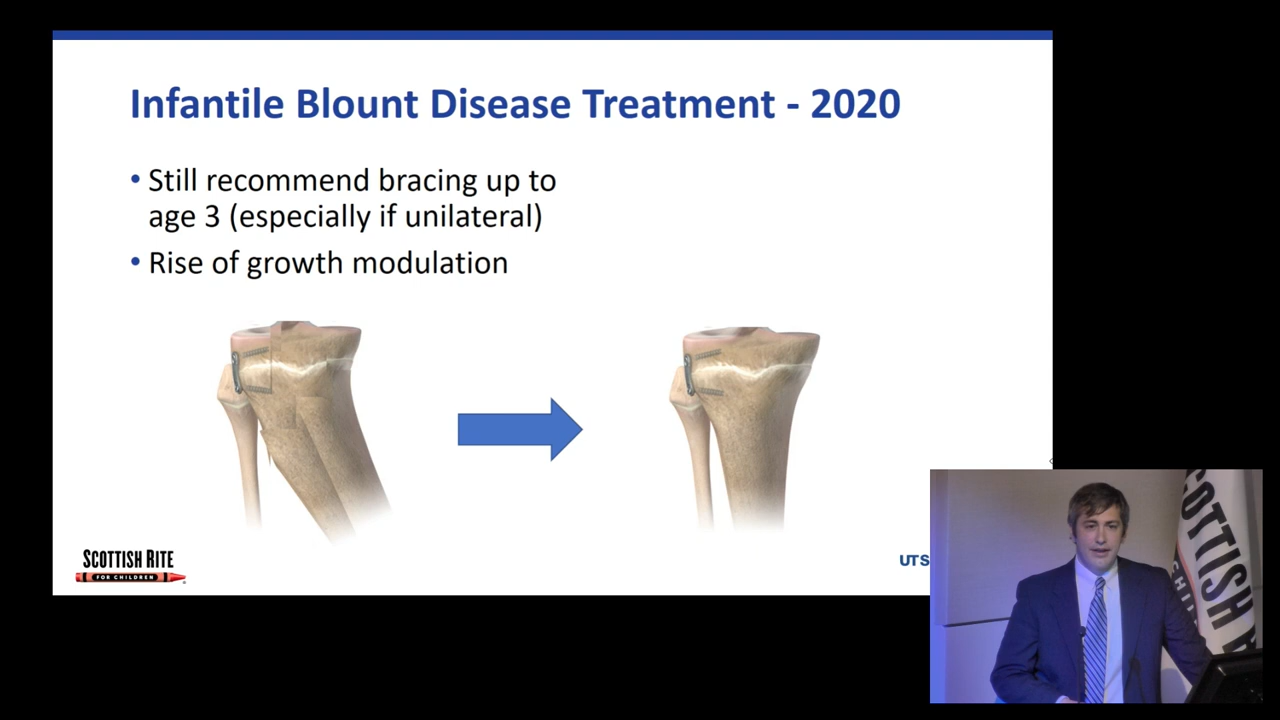 Infantile Blount Disease Treatment - 2020
• Still recommend bracing up to
age 3 (especially if unilateral)
• Rise of growth modulation
SCOTTISH RITE
FOR CHILDREN
UTS
SCOTTISH